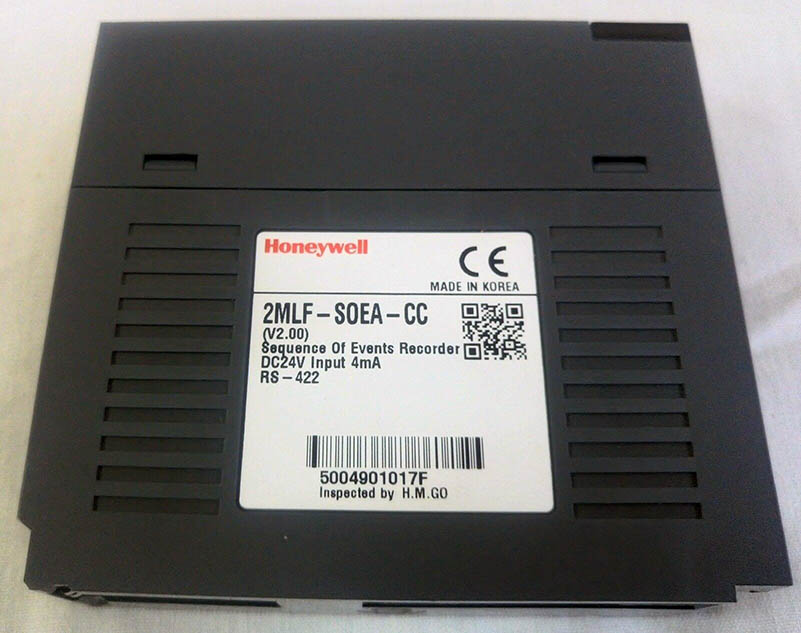 Honeywell
CE
MADE IN KOREA
2MLF-SOEA-CC
(V2.00)
Sequence Of Events Recorder
DC24V Input 4mA
RS-422
5004901017F
Inspected by H.M.GO